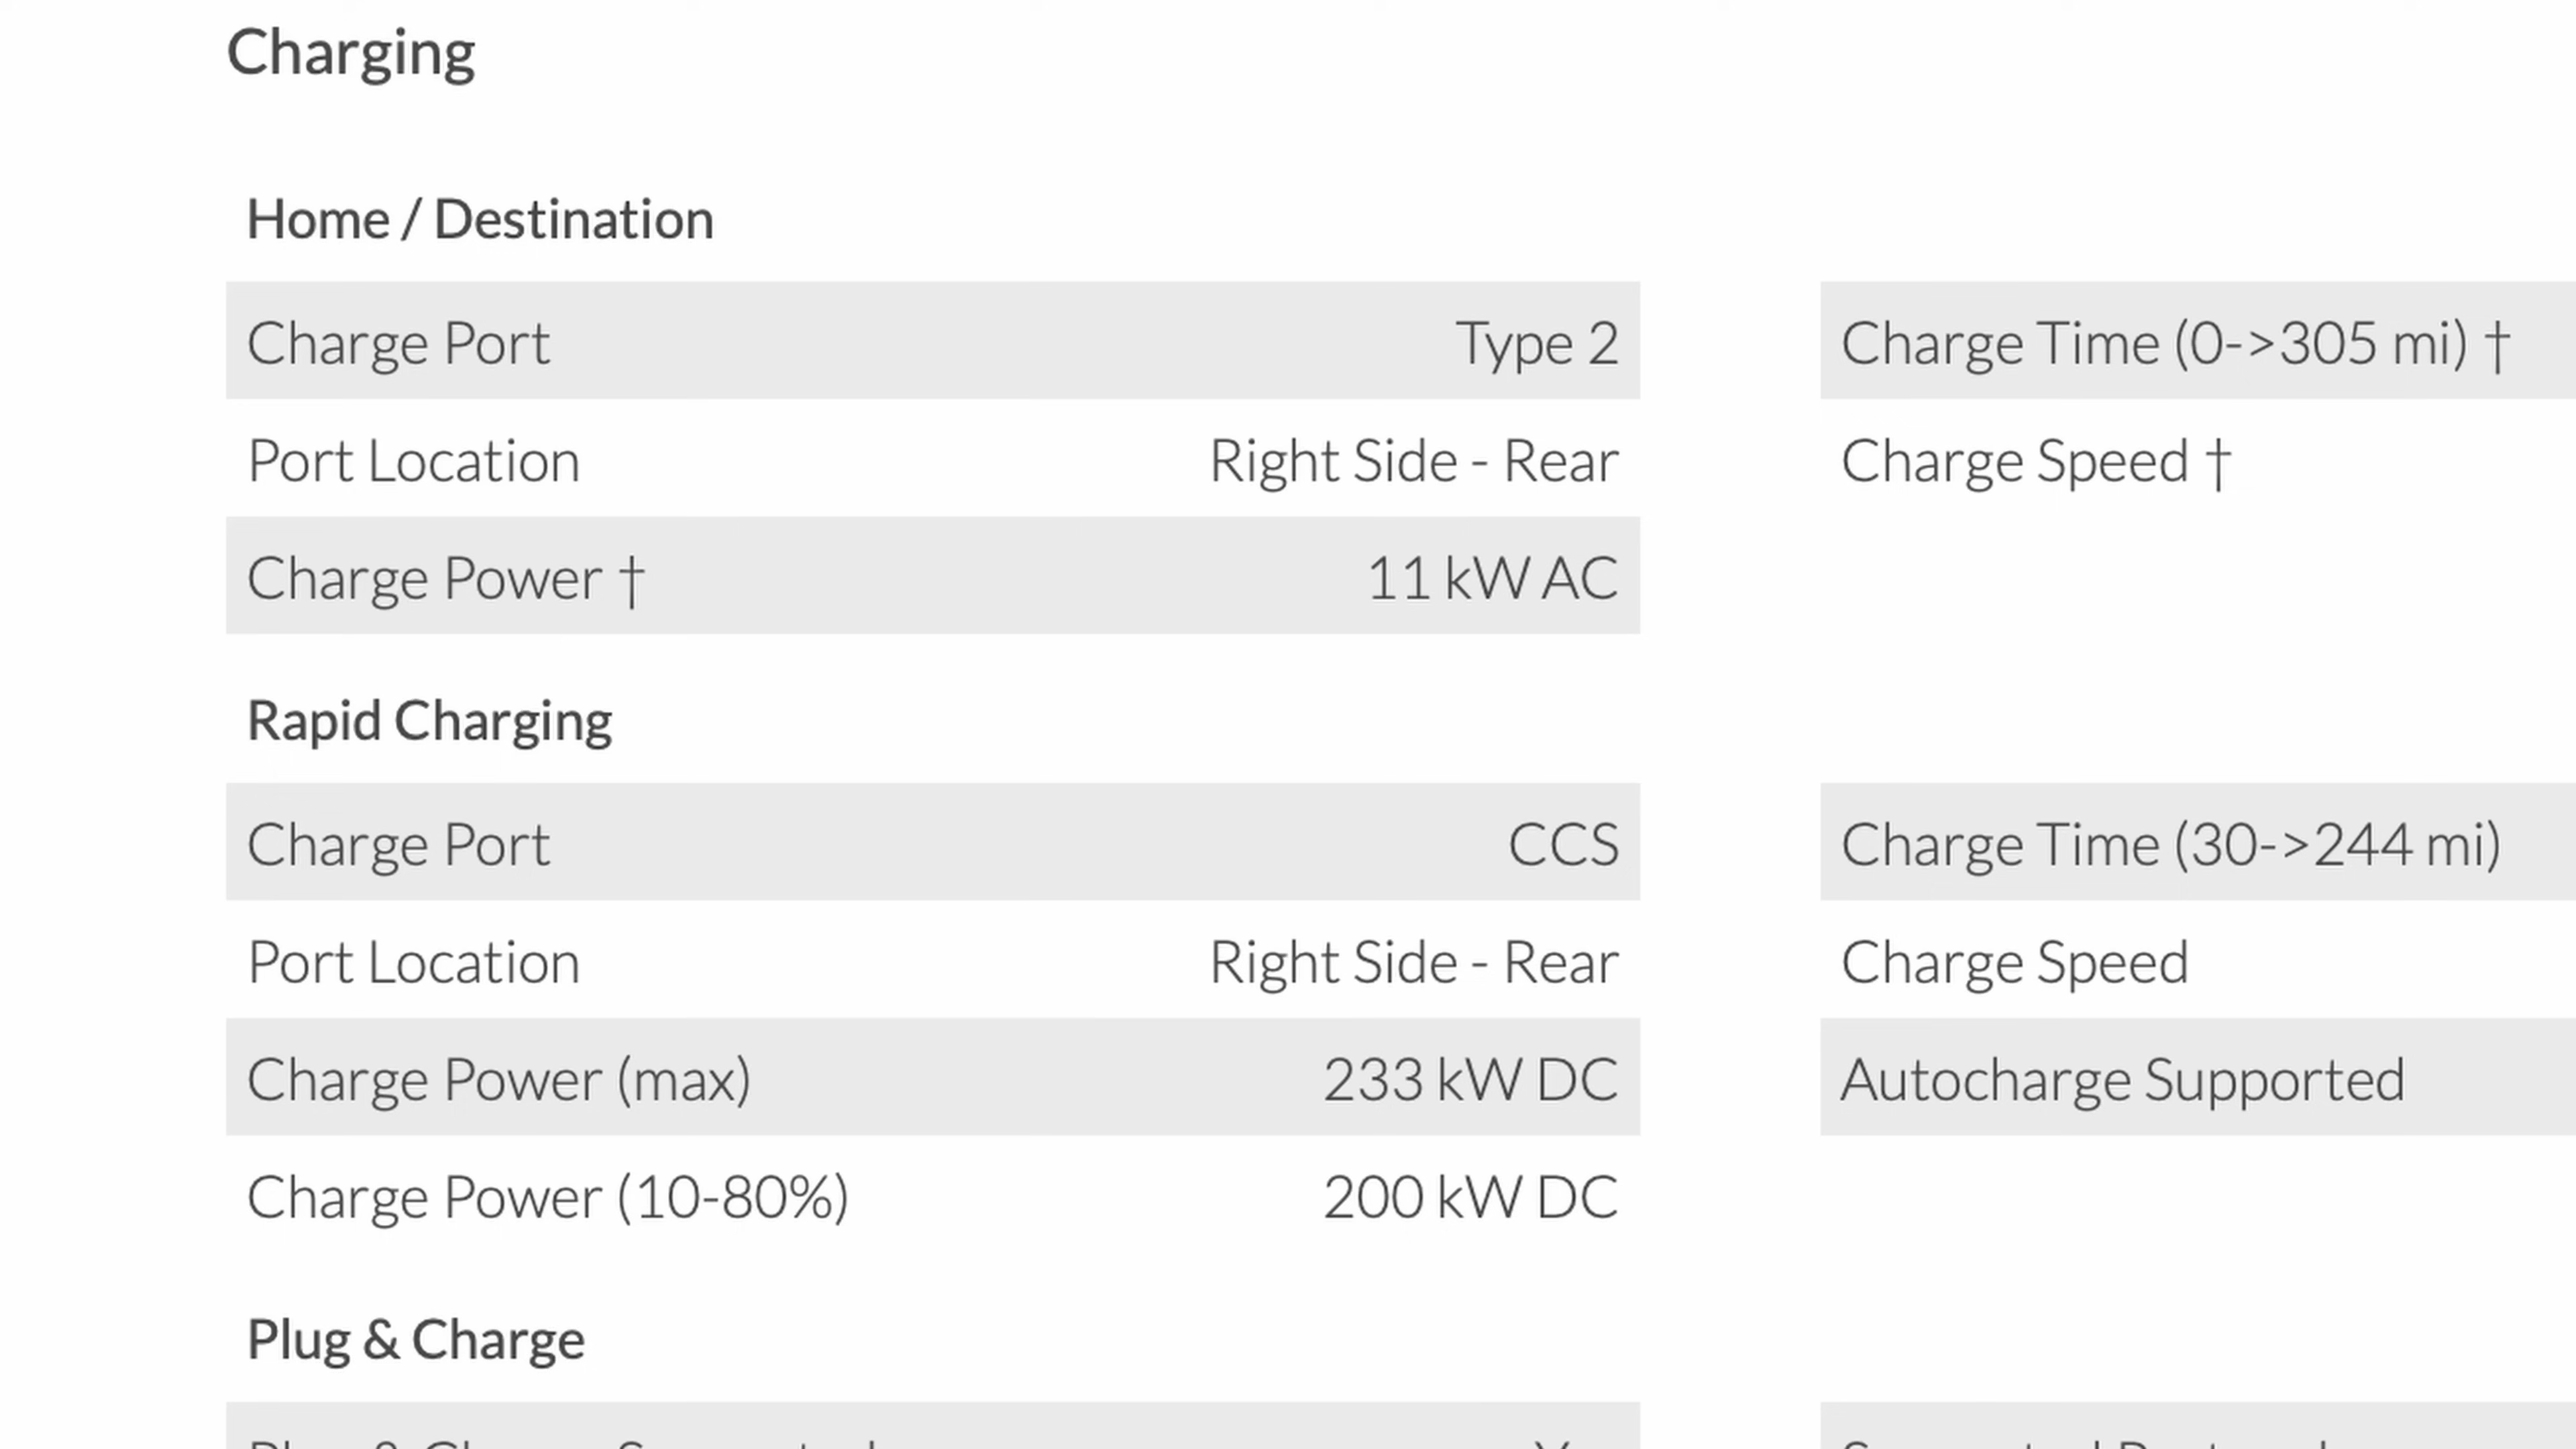 Charging
Home / Destination
Charge Port Type 2 Charge Time (0->305 mi) †
Port Location Right Side - Rear Charge Speed †
Charge Power † 11 kW AC
Rapid Charging
Charge Port CCS Charge Time (30->244 mi)
Port Location Right Side - Rear Charge Speed
Charge Power (max) 233 kW DC Autocharge Supported
Charge Power (10-80%) 200 kW DC
Plug & Charge